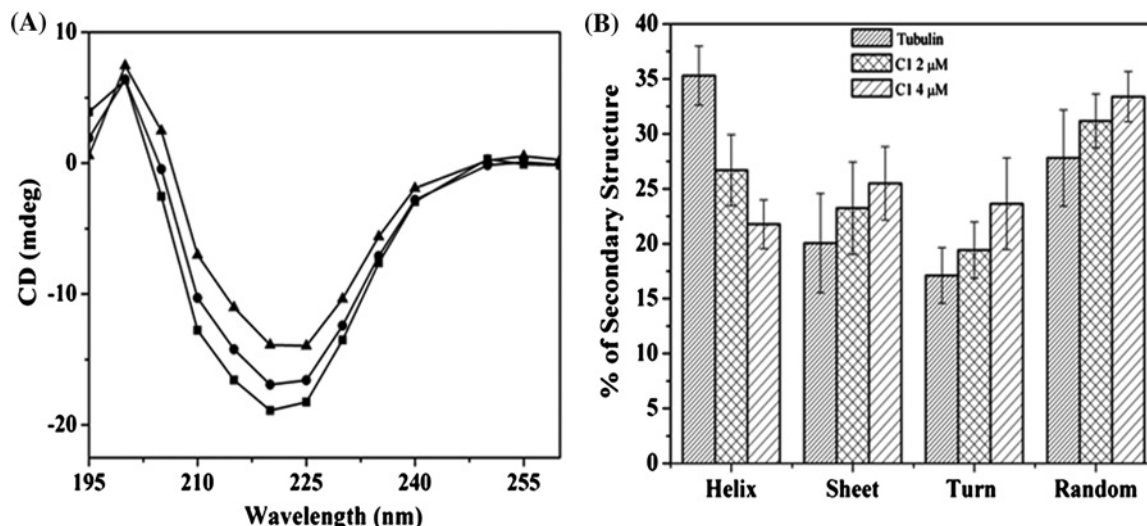 (A)
10
0
-10
-20
CD (mdeg)
195
210
225
240
255
Wavelength (nm)
(B)
40
35
30
25
20
15
10
5
0
% of Secondary Structure
Tubulin
C1 2 μM
C1 4 μM
Helix
Sheet
Turn
Random